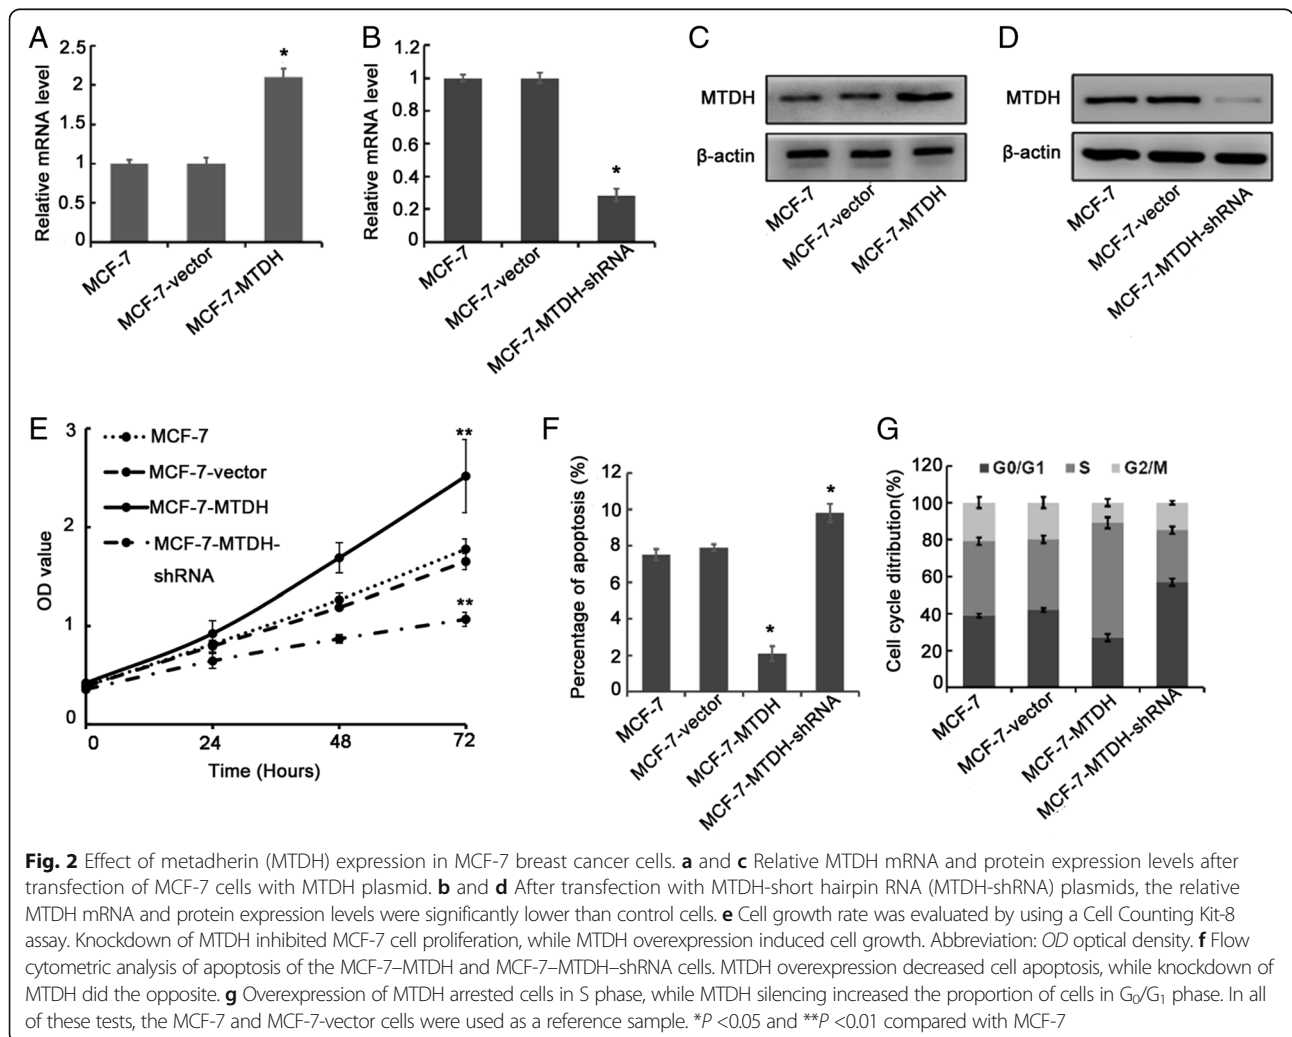 A
2.5
2
1.5
1
0.5
0
Relative mRNA level
*
MCF-7
MCF-7-vector
MCF-7-MTDH
B
1.2
1
0.8
0.6
0.4
0.2
0
Relative mRNA level
*
MCF-7
MCF-7-vector
MCF-7-MTDH-shRNA
C
MTDH
β-actin
MCF-7
MCF-7-vector
MCF-7-MTDH
D
MTDH
β-actin
MCF-7
MCF-7-vector
MCF-7-MTDH-shRNA
E
3
2
1
0
OD value
MCF-7
MCF-7-vector
MCF-7-MTDH
MCF-7-MTDH-
shRNA
**
**
0 24 48 72
Time (Hours)
F
12
10
8
6
4
2
0
Percentage of apoptosis (%)
*
*
MCF-7
MCF-7-vector
MCF-7-MTDH
MCF-7-MTDH-shRNA
G
120
100
80
60
40
20
0
Cell cycle ditribution(%)
G0/G1 S G2/M
MCF-7
MCF-7-vector
MCF-7-MTDH
MCF-7-MTDH-shRNA
Fig. 2 Effect of metadherin (MTDH) expression in MCF-7 breast cancer cells. a and c Relative MTDH mRNA and protein expression levels after
transfection of MCF-7 cells with MTDH plasmid. b and d After transfection with MTDH-short hairpin RNA (MTDH-shRNA) plasmids, the relative
MTDH mRNA and protein expression levels were significantly lower than control cells. e Cell growth rate was evaluated by using a Cell Counting Kit-8
assay. Knockdown of MTDH inhibited MCF-7 cell proliferation, while MTDH overexpression induced cell growth. Abbreviation: OD optical density. f Flow
cytometric analysis of apoptosis of the MCF-7–MTDH and MCF-7–MTDH–shRNA cells. MTDH overexpression decreased cell apoptosis, while knockdown of
MTDH did the opposite. g Overexpression of MTDH arrested cells in S phase, while MTDH silencing increased the proportion of cells in G₀/G₁ phase. In all
of these tests, the MCF-7 and MCF-7-vector cells were used as a reference sample. *P <0.05 and **P <0.01 compared with MCF-7